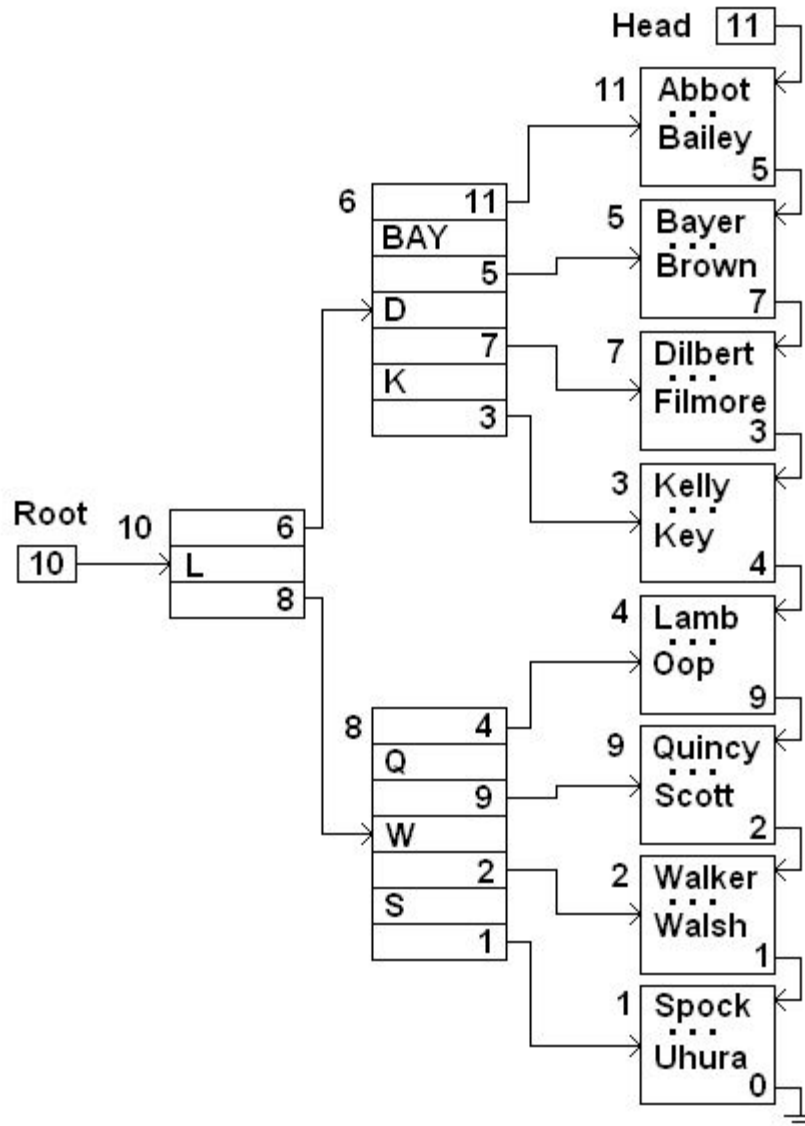 Head 11
11 Abbot
...
Bailey
5
6 11
BAY
5
D
7
K
3
5 Bayer
...
Brown
7
7 Dilbert
...
Filmore
3
3 Kelly
...
Key
4
Root
10
10 6
L
8
4 Lamb
...
Oop
9
8 4
Q
9
W
2
S
1
9 Quincy
...
Scott
2
2 Walker
...
Walsh
1
1 Spock
...
Uhura
0